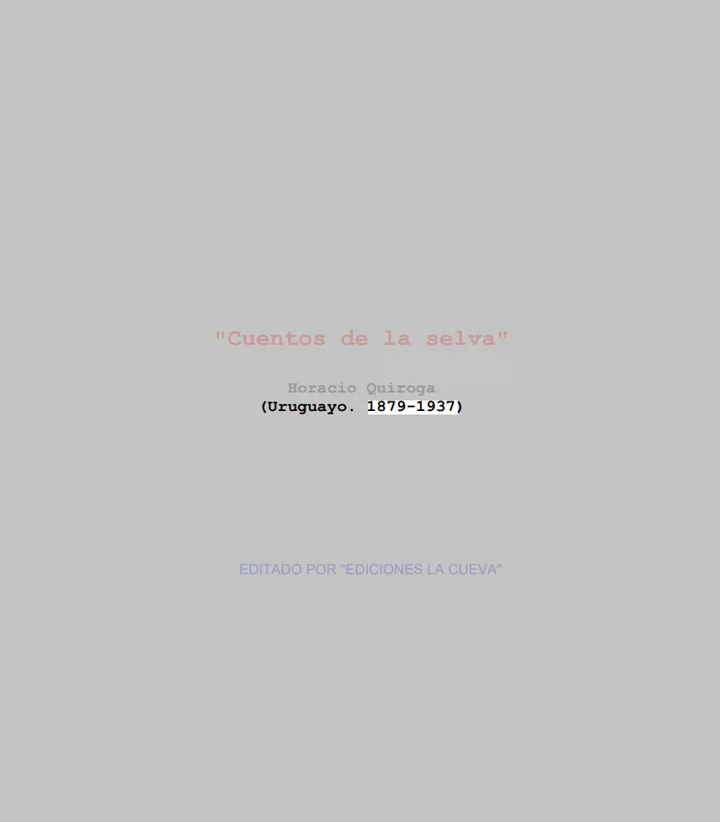 "Cuentos de la selva"
Horacio Quiroga
(Uruguayo. 1879-1937)
EDITADO POR "EDICIONES LA CUEVA"